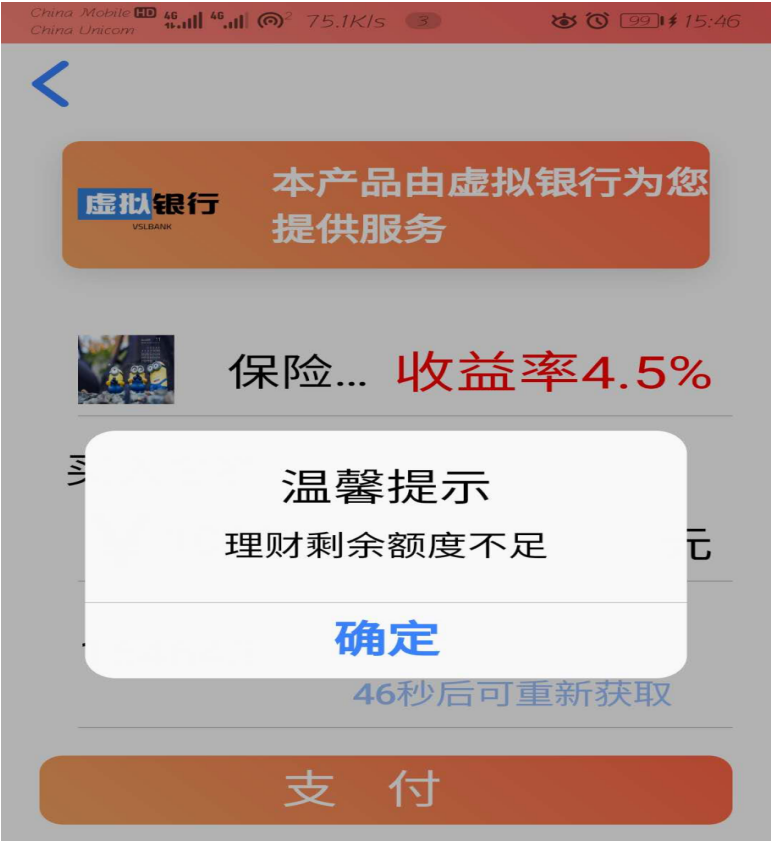 China Mobile HD 4G 4G 2 75.1K/s 3 99 15:46
China Unicom
虚拟银行
VSLBANK
本产品由虚拟银行为您
提供服务
保险... 收益率4.5%
温馨提示
理财剩余额度不足
元
确定
46秒后可重新获取
支 付